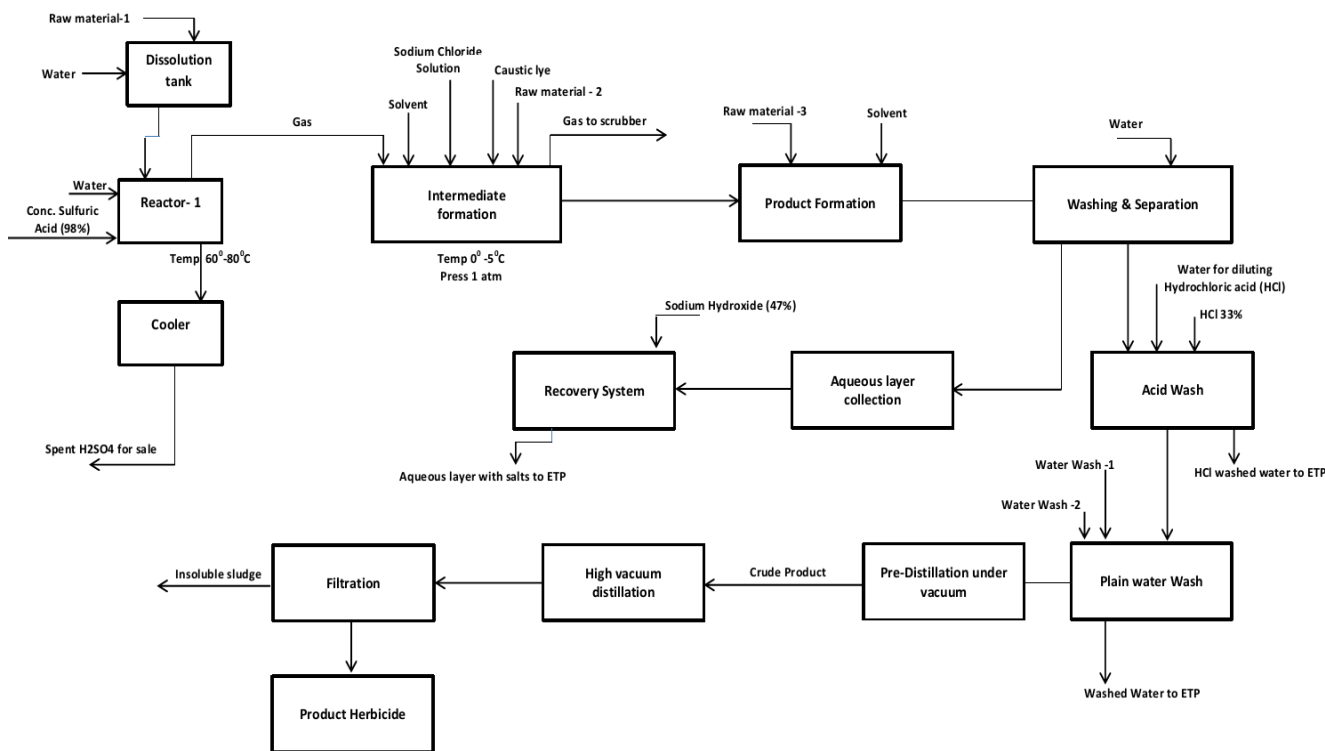 Raw material-1
Dissolution
tank
Water
Sodium Chloride
Solution
Caustic lye
Raw material - 2
Solvent
Gas
Gas to scrubber
Raw material -3
Solvent
Water
Water
Conc. Sulfuric
Acid (98%)
Reactor- 1
Temp 60⁰-80⁰C
Intermediate
formation
Temp 0⁰ -5⁰C
Press 1 atm
Product Formation
Washing & Separation
Water for diluting
Hydrochloric acid (HCl)
HCl 33%
Cooler
Sodium Hydroxide (47%)
Recovery System
Aqueous layer
collection
Acid Wash
Spent H2SO4 for sale
Aqueous layer with salts to ETP
HCl washed water to ETP
Water Wash -1
Water Wash -2
Insoluble sludge
Filtration
High vacuum
distillation
Crude Product
Pre-Distillation under
vacuum
Plain water Wash
Washed Water to ETP
Product Herbicide